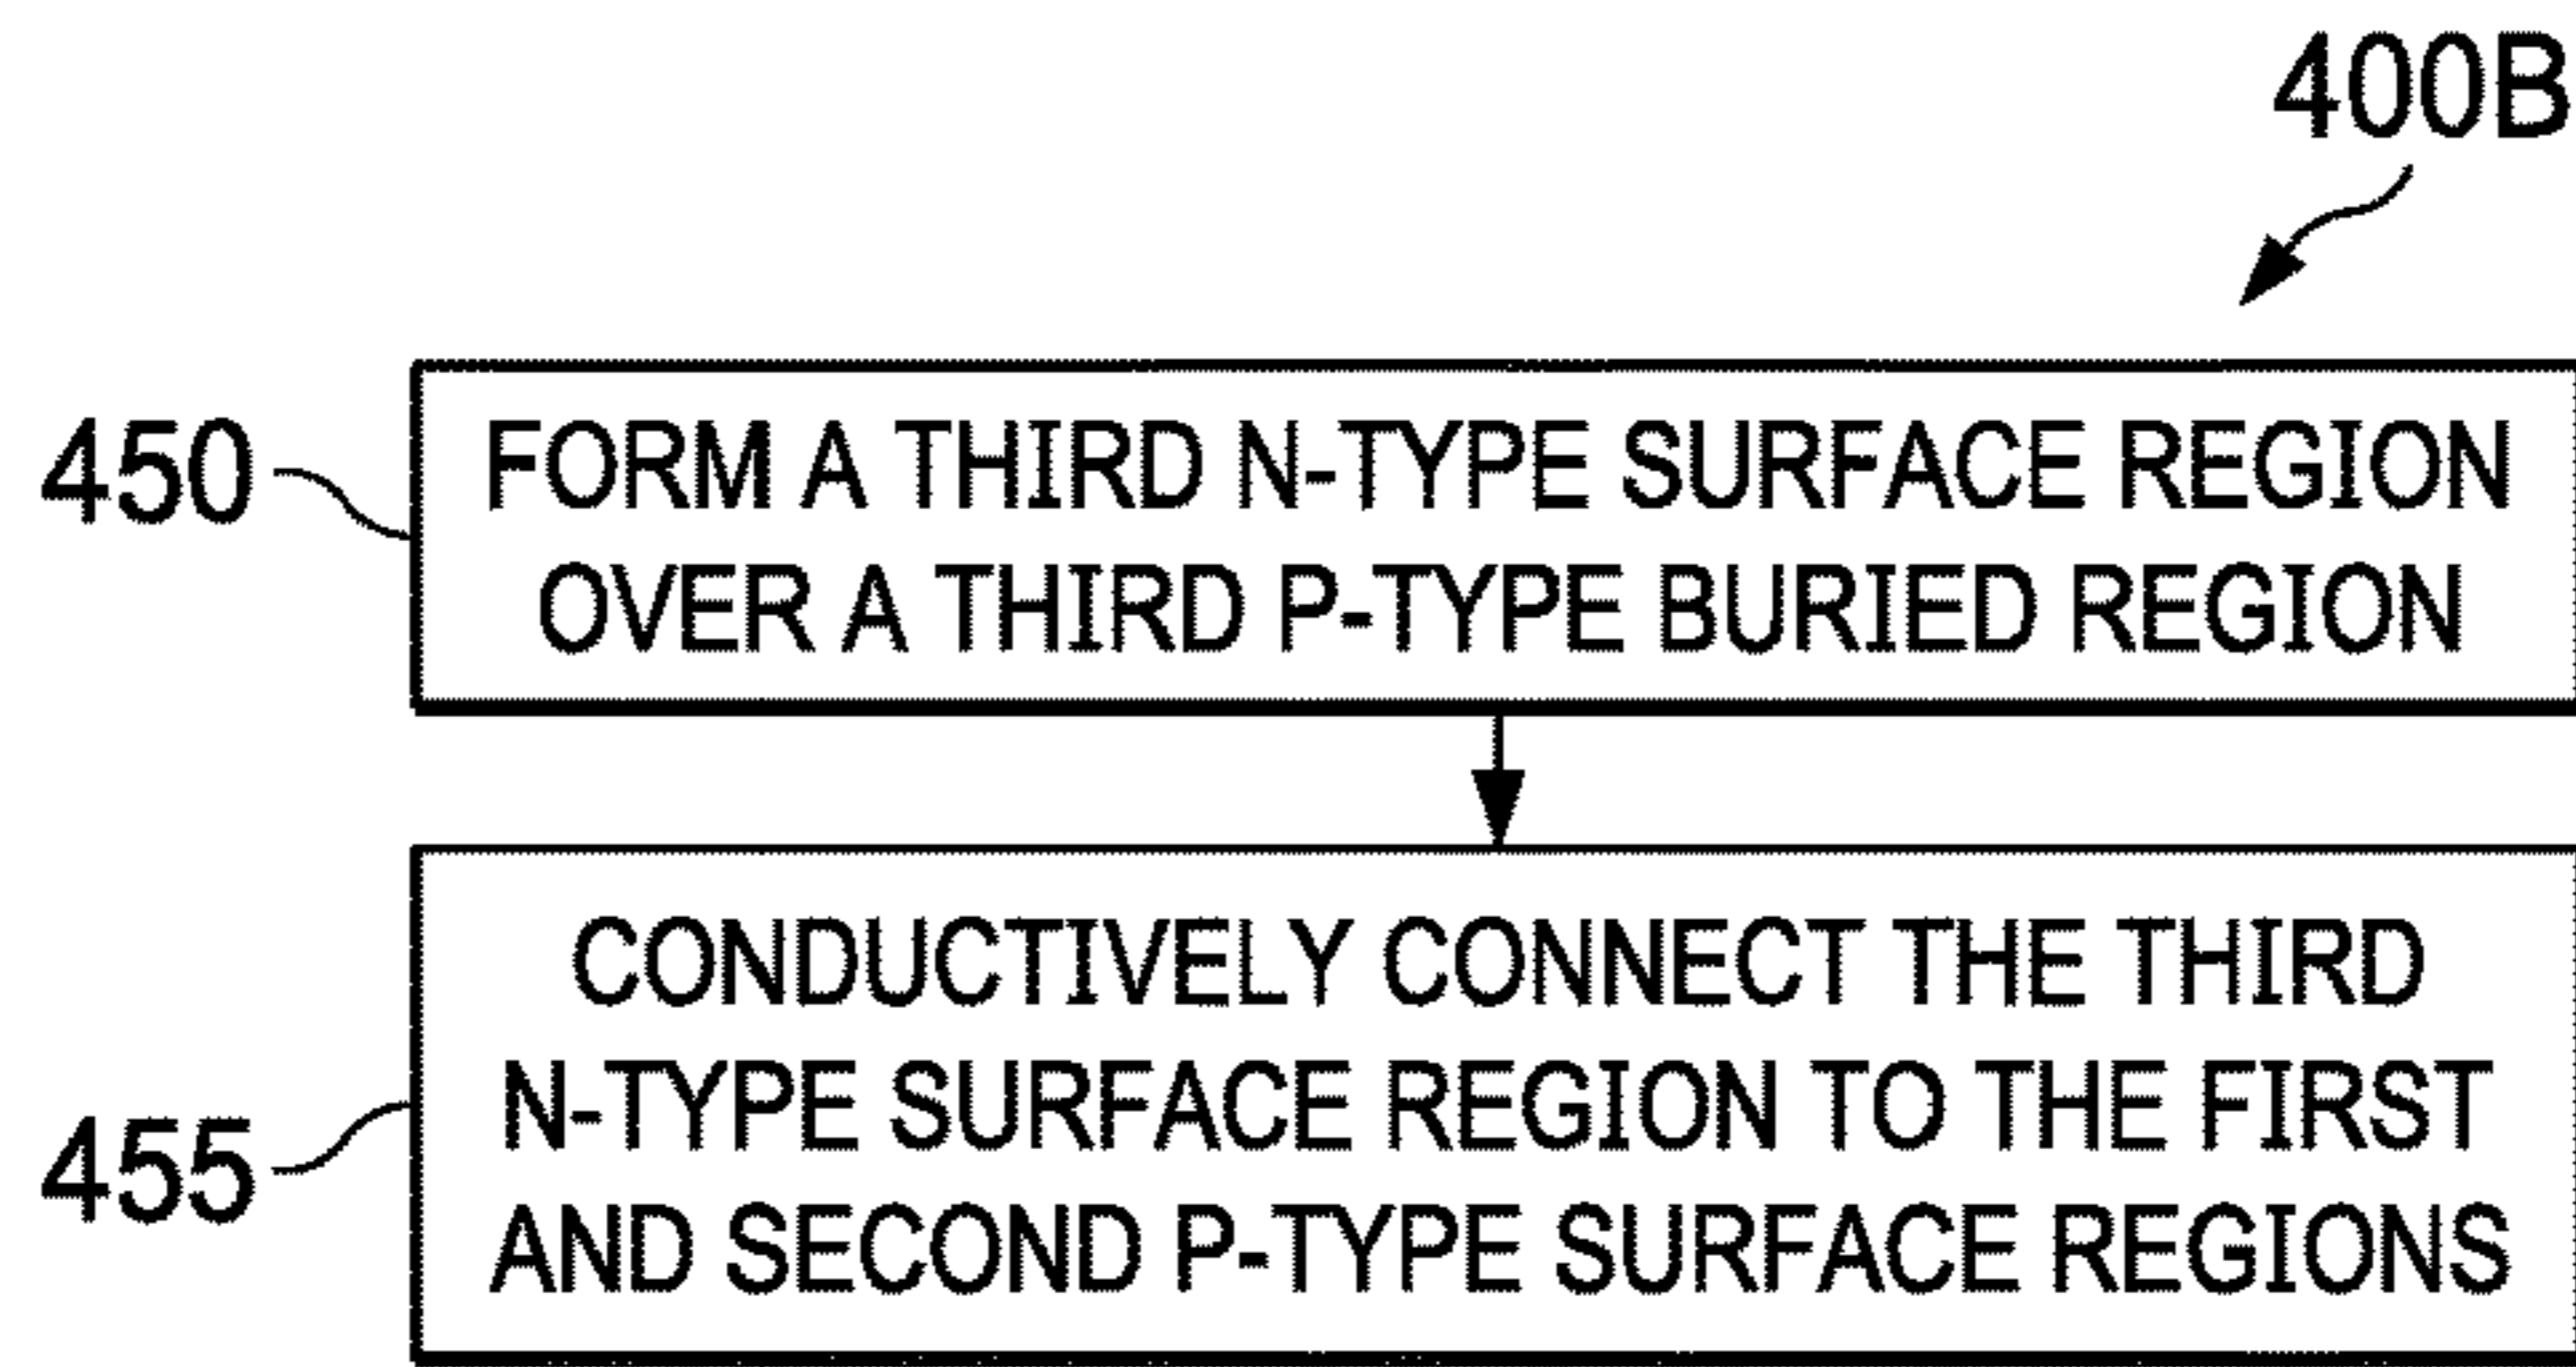 400B
450
FORM A THIRD N-TYPE SURFACE REGION
OVER A THIRD P-TYPE BURIED REGION
455
CONDUCTIVELY CONNECT THE THIRD
N-TYPE SURFACE REGION TO THE FIRST
AND SECOND P-TYPE SURFACE REGIONS